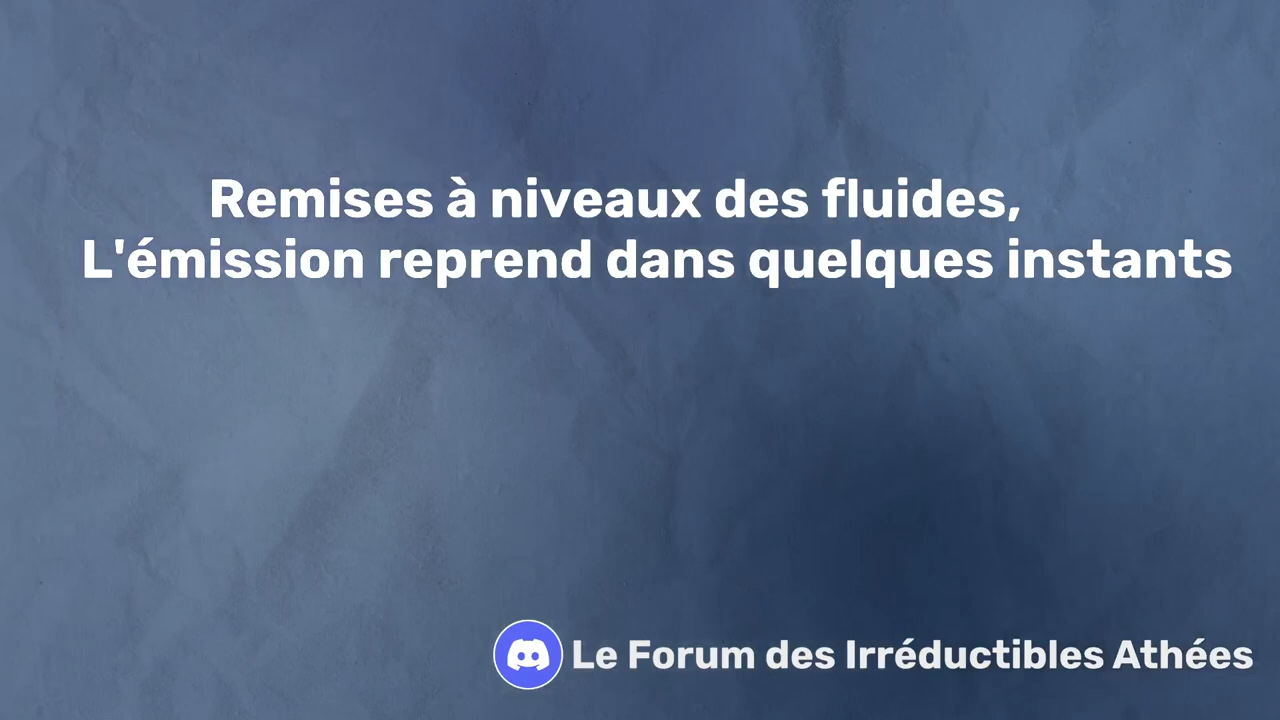 Remises à niveaux des fluides,
L'émission reprend dans quelques instants
Le Forum des Irréductibles Athées